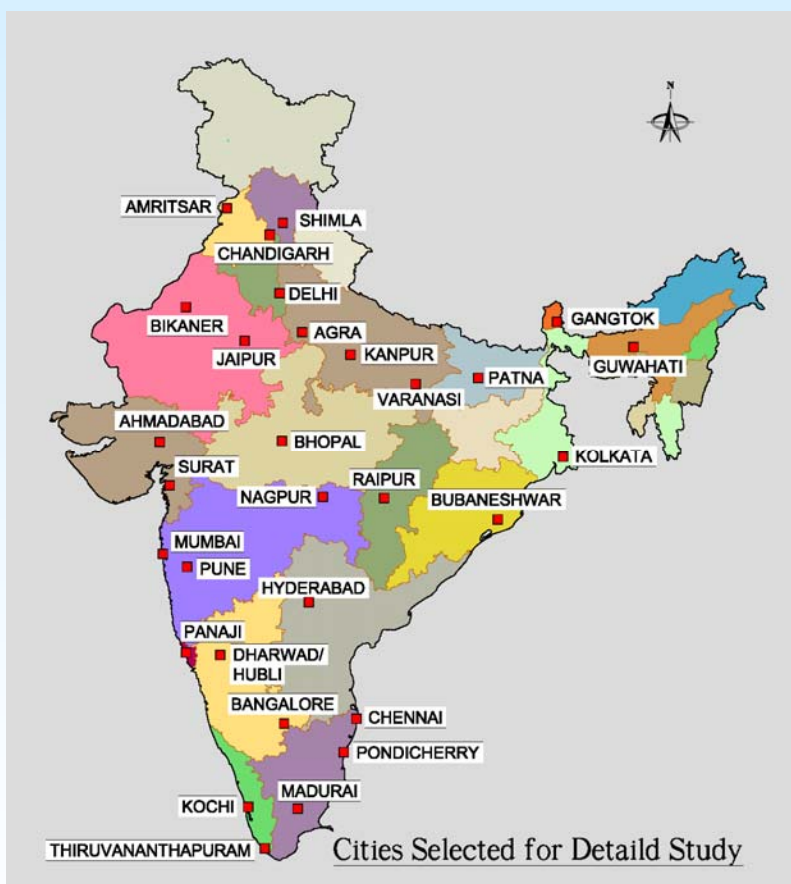 N
AMRITSAR
SHIMLA
CHANDIGARH
DELHI
BIKANER
AGRA
GANGTOK
JAIPUR
KANPUR
GUWAHATI
PATNA
VARANASI
AHMADABAD
BHOPAL
KOLKATA
SURAT
RAIPUR
NAGPUR
BUBANESHWAR
MUMBAI
PUNE
HYDERABAD
PANAJI
DHARWAD/
HUBLI
BANGALORE
CHENNAI
PONDICHERRY
MADURAI
KOCHI
THIRUVANANTHAPURAM
Cities Selected for Detaild Study